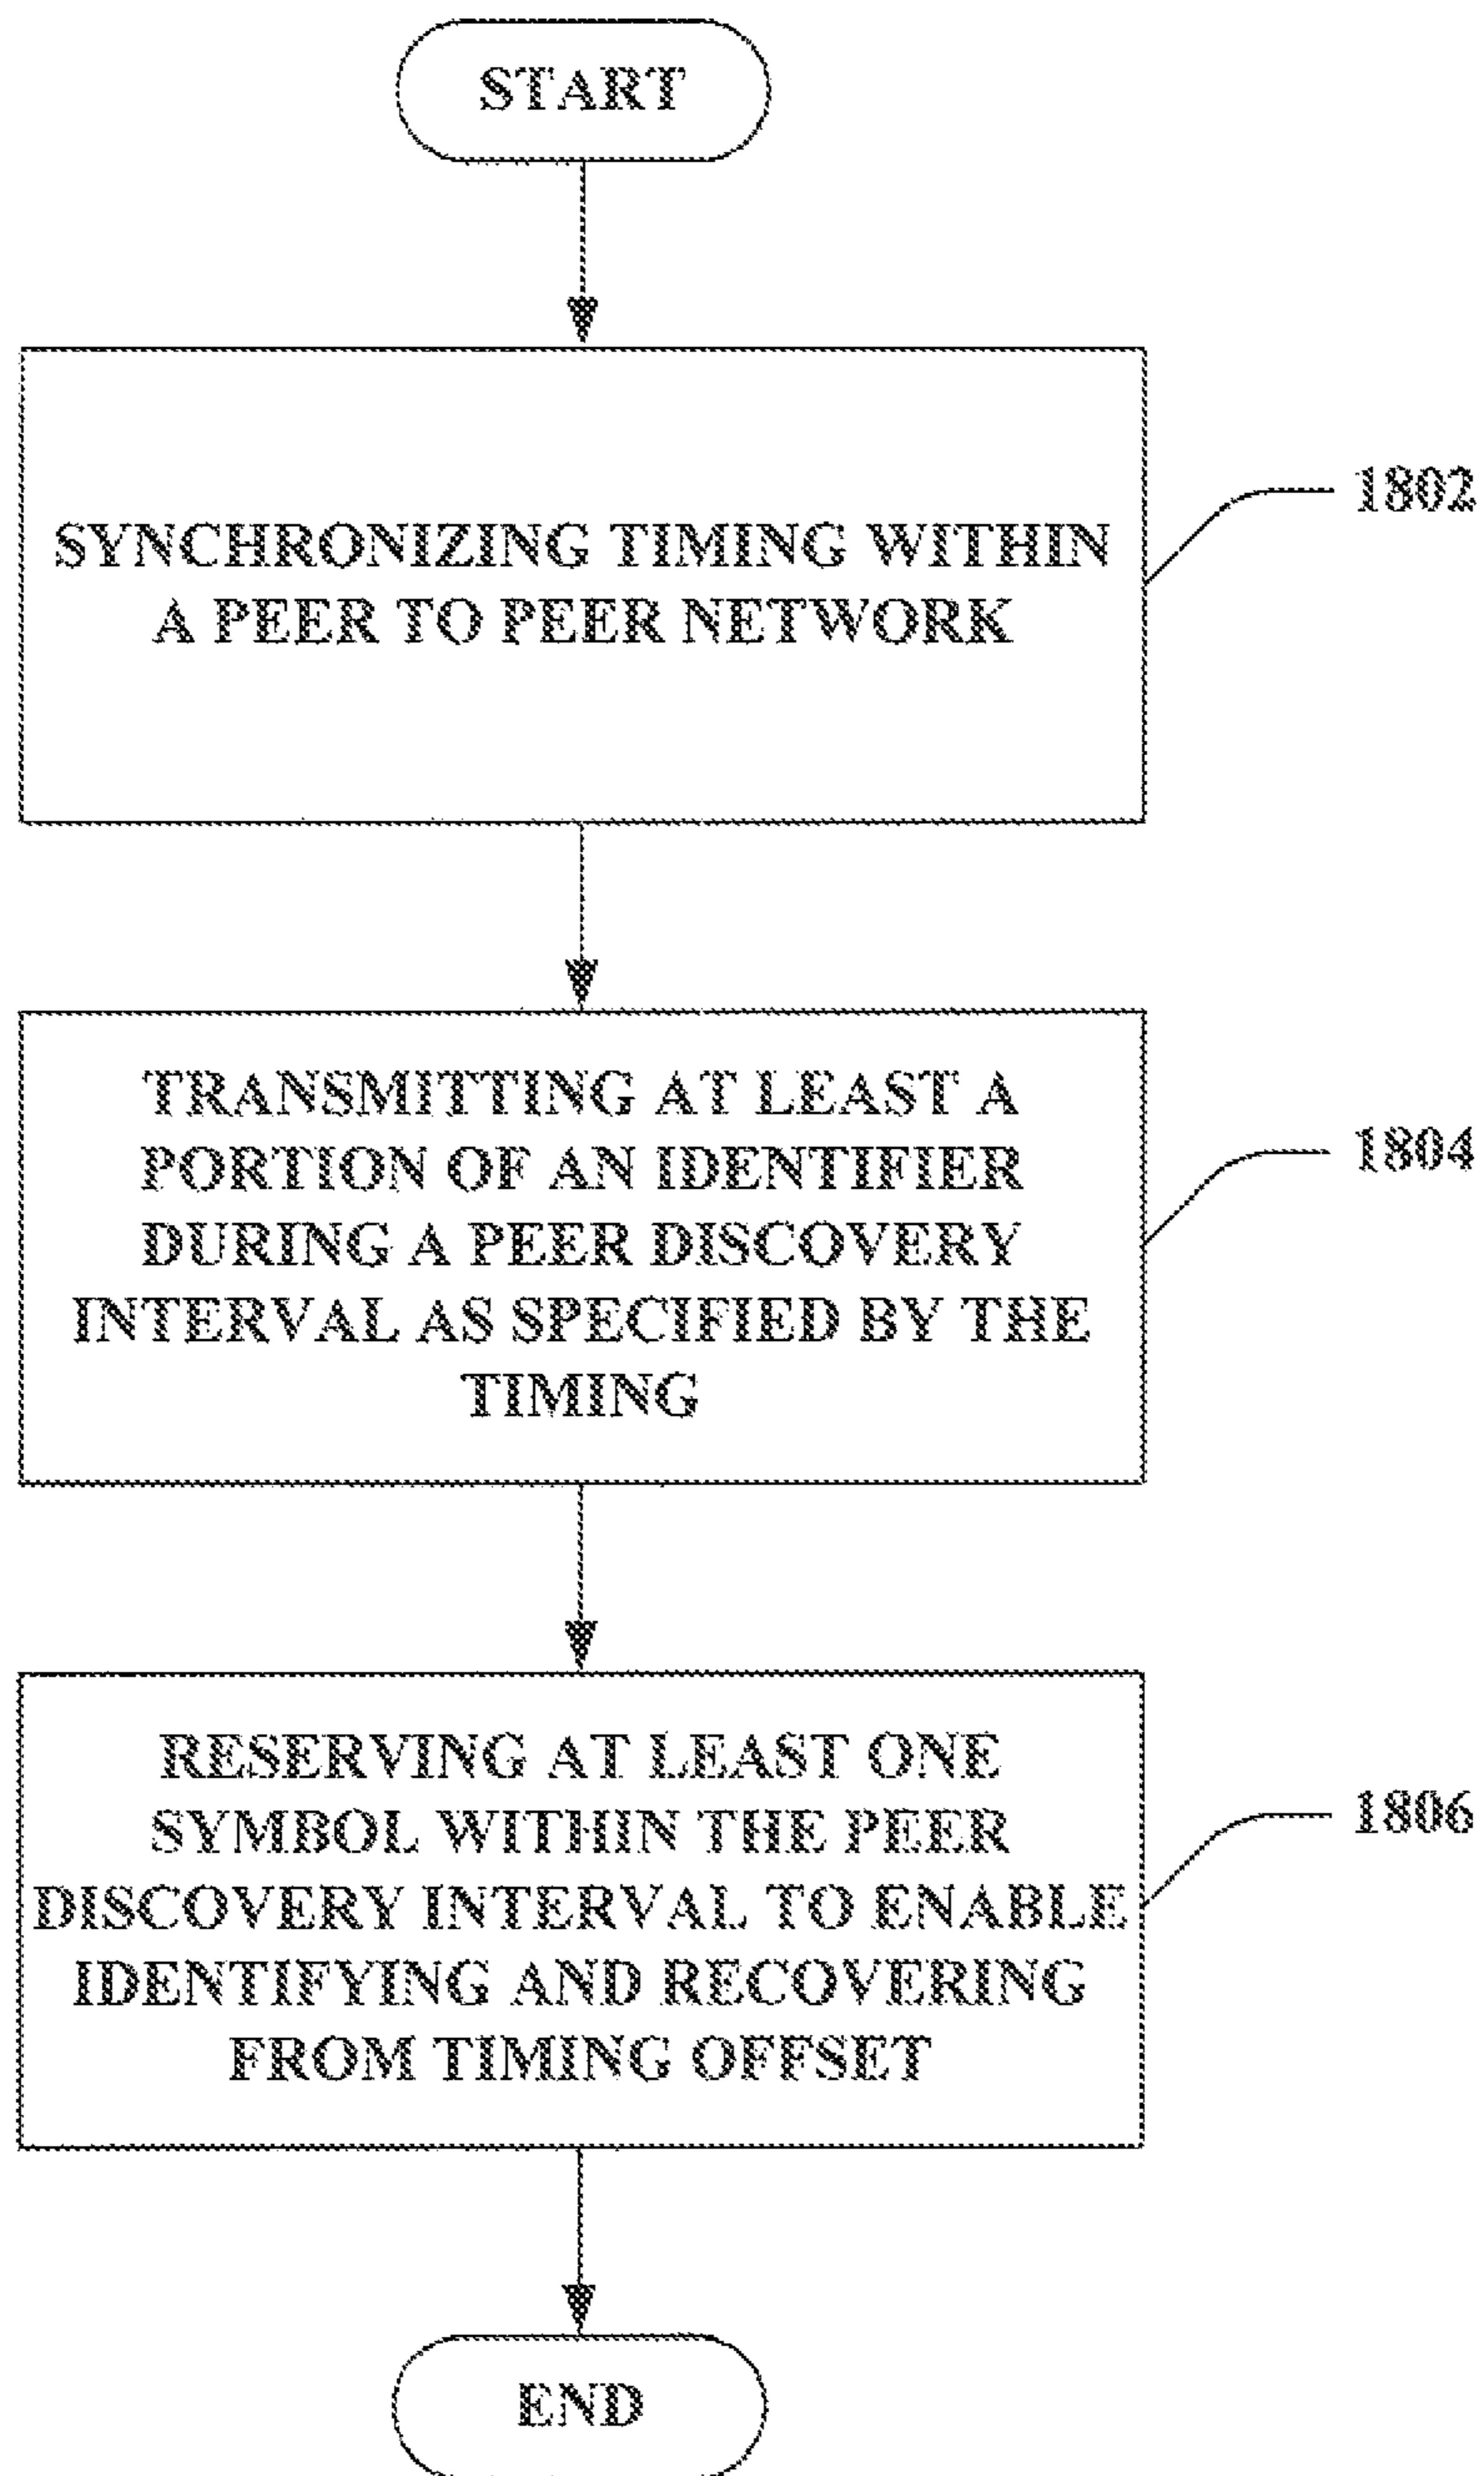 START
SYNCHRONIZING TIMING WITHIN
A PEER TO PEER NETWORK
1802
TRANSMITTING AT LEAST A
PORTION OF AN IDENTIFIER
DURING A PEER DISCOVERY
INTERVAL AS SPECIFIED BY THE
TIMING
1804
RESERVING AT LEAST ONE
SYMBOL WITHIN THE PEER
DISCOVERY INTERVAL TO ENABLE
IDENTIFYING AND RECOVERING
FROM TIMING OFFSET
1806
END